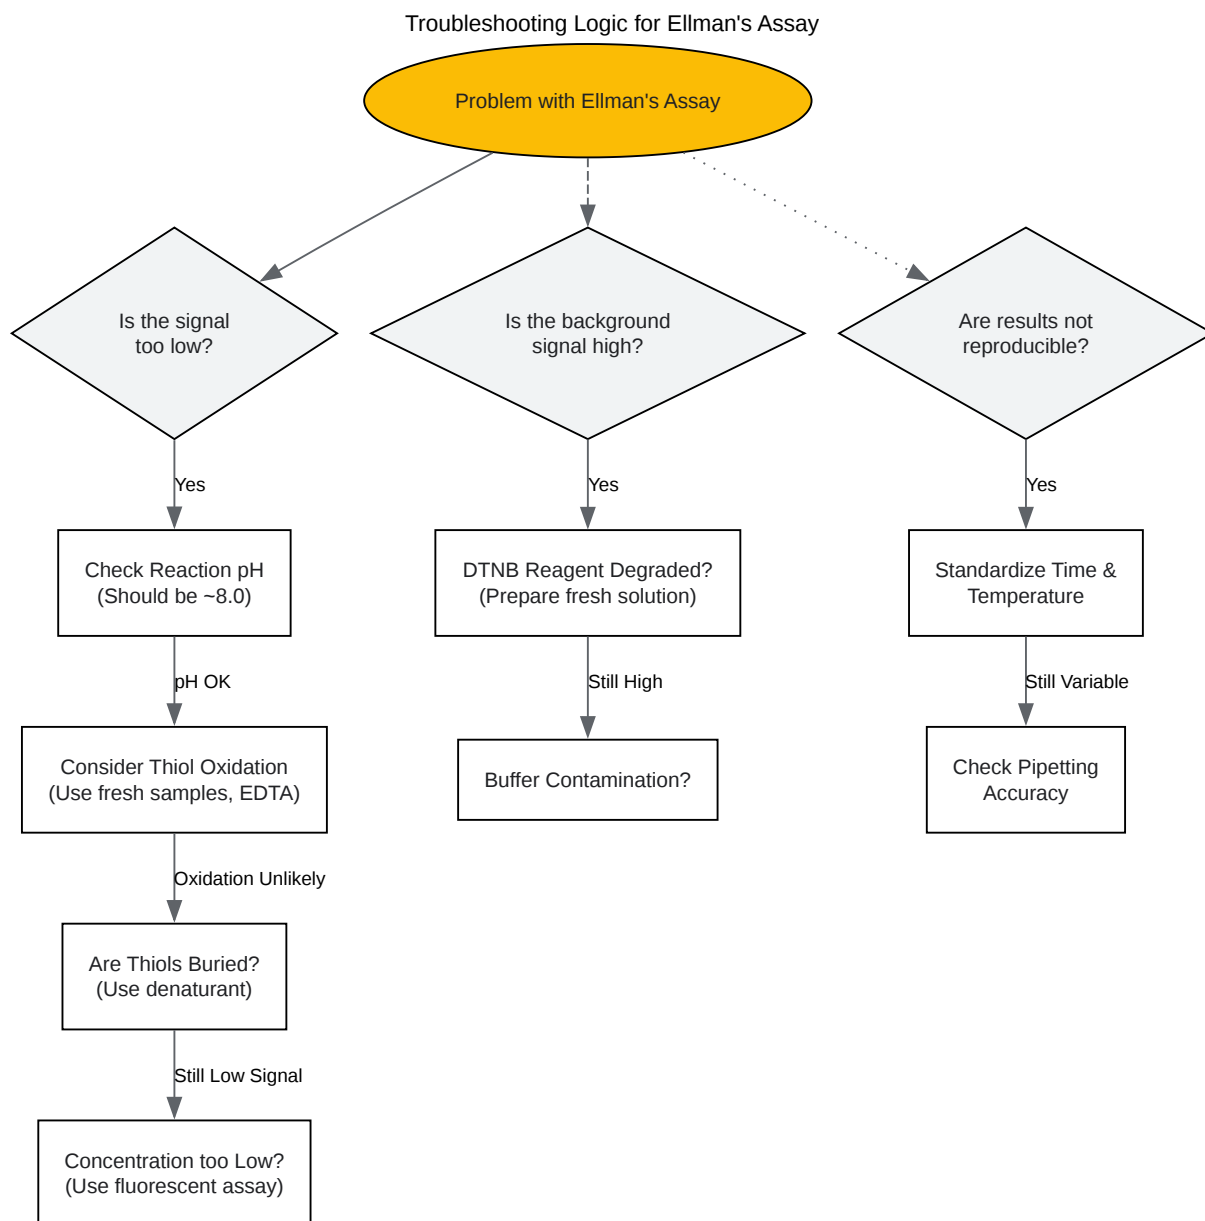 Troubleshooting Logic for Ellman's Assay
Problem with Ellman's Assay
Is the signal
too low?
Is the background
signal high?
Are results not
reproducible?
Yes
Yes
Yes
Check Reaction pH
(Should be ~8.0)
DTNB Reagent Degraded?
(Prepare fresh solution)
Standardize Time &
Temperature
pH OK
Still High
Still Variable
Consider Thiol Oxidation
(Use fresh samples, EDTA)
Buffer Contamination?
Check Pipetting
Accuracy
Oxidation Unlikely
Are Thiols Buried?
(Use denaturant)
Still Low Signal
Concentration too Low?
(Use fluorescent assay)